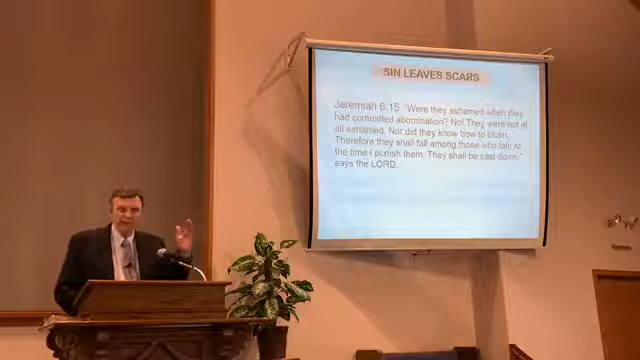 SIN LEAVES SCARS
Jeremiah 6:15 "Were they ashamed when they
had committed abomination? No! They were not at
all ashamed. Nor did they know how to blush.
Therefore they shall fall among those who fall; At
the time I punish them, They shall be cast down,"
says the LORD.